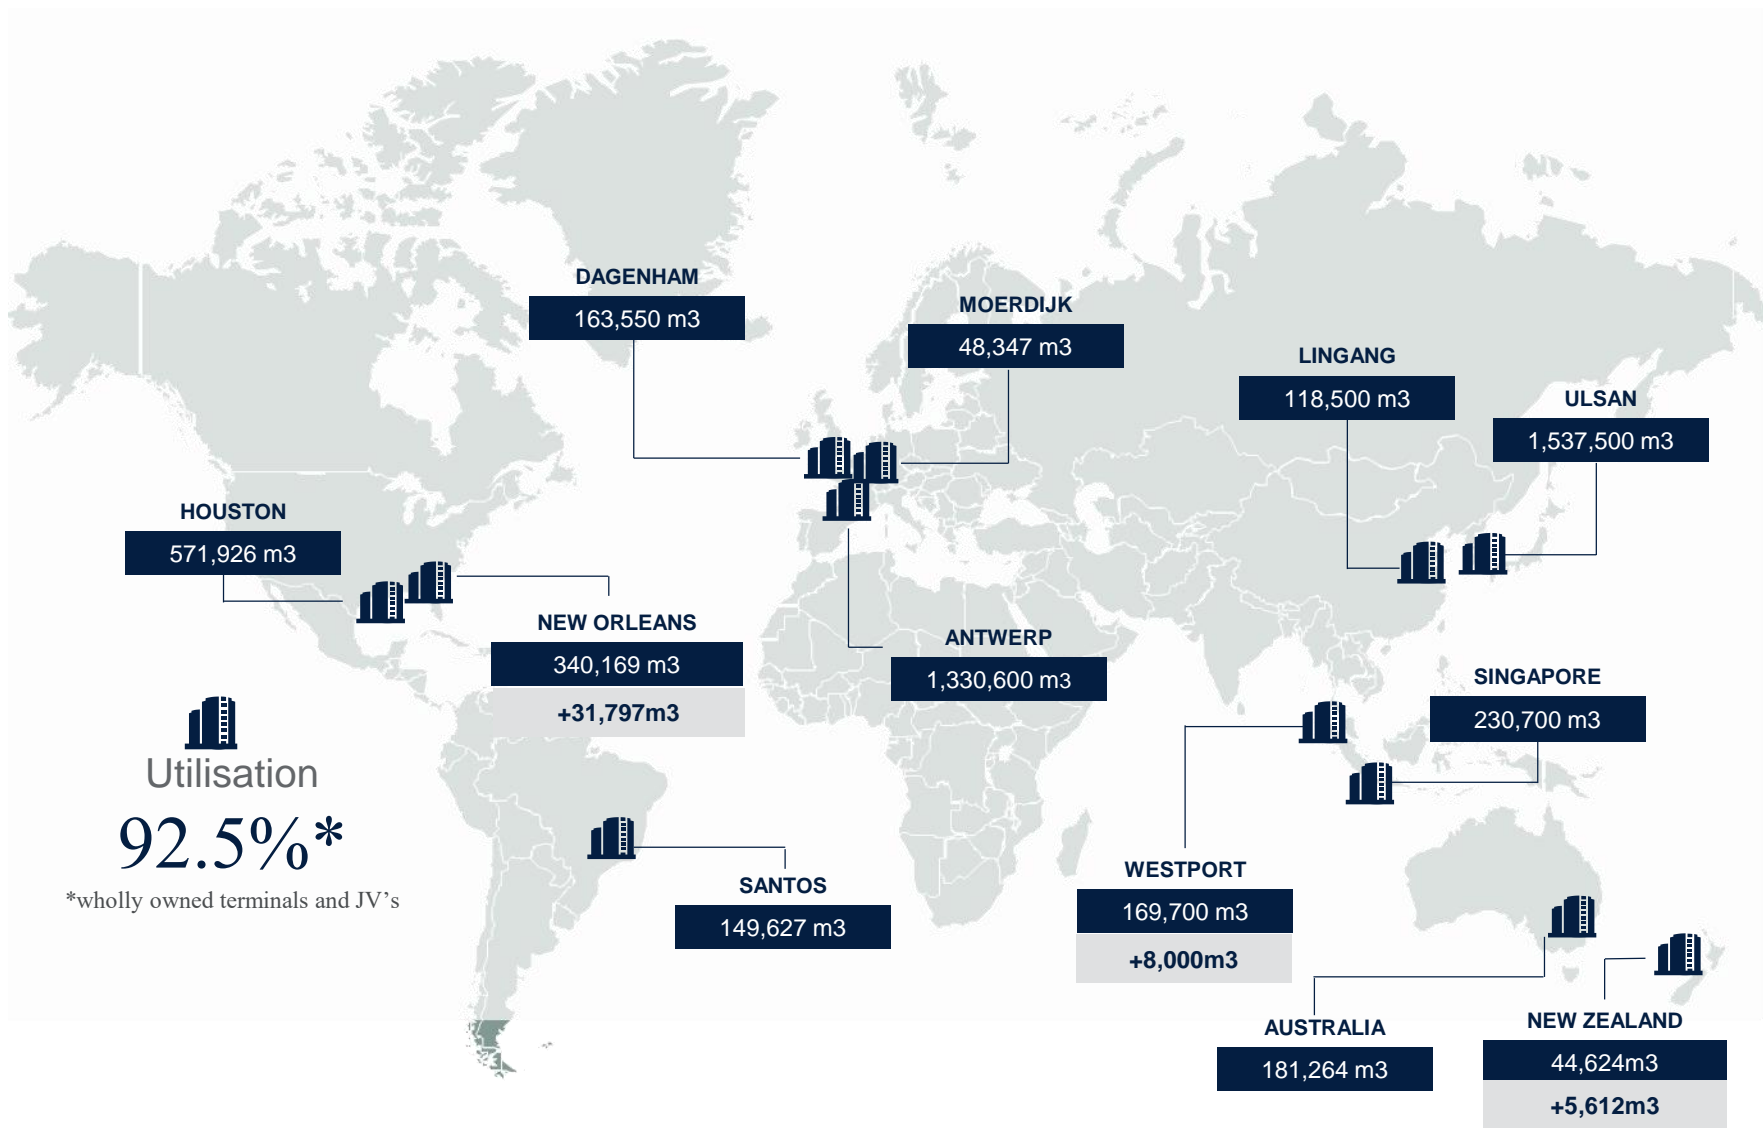 DAGENHAM
163,550 m3
MOERDIJK
48,347 m3
LINGANG
118,500 m3
ULSAN
1,537,500 m3
HOUSTON
571,926 m3
NEW ORLEANS
340,169 m3
+31,797m3
ANTWERP
1,330,600 m3
SINGAPORE
230,700 m3
Utilisation
92.5%*
*wholly owned terminals and JV’s
SANTOS
149,627 m3
WESTPORT
169,700 m3
+8,000m3
AUSTRALIA
181,264 m3
NEW ZEALAND
44,624m3
+5,612m3